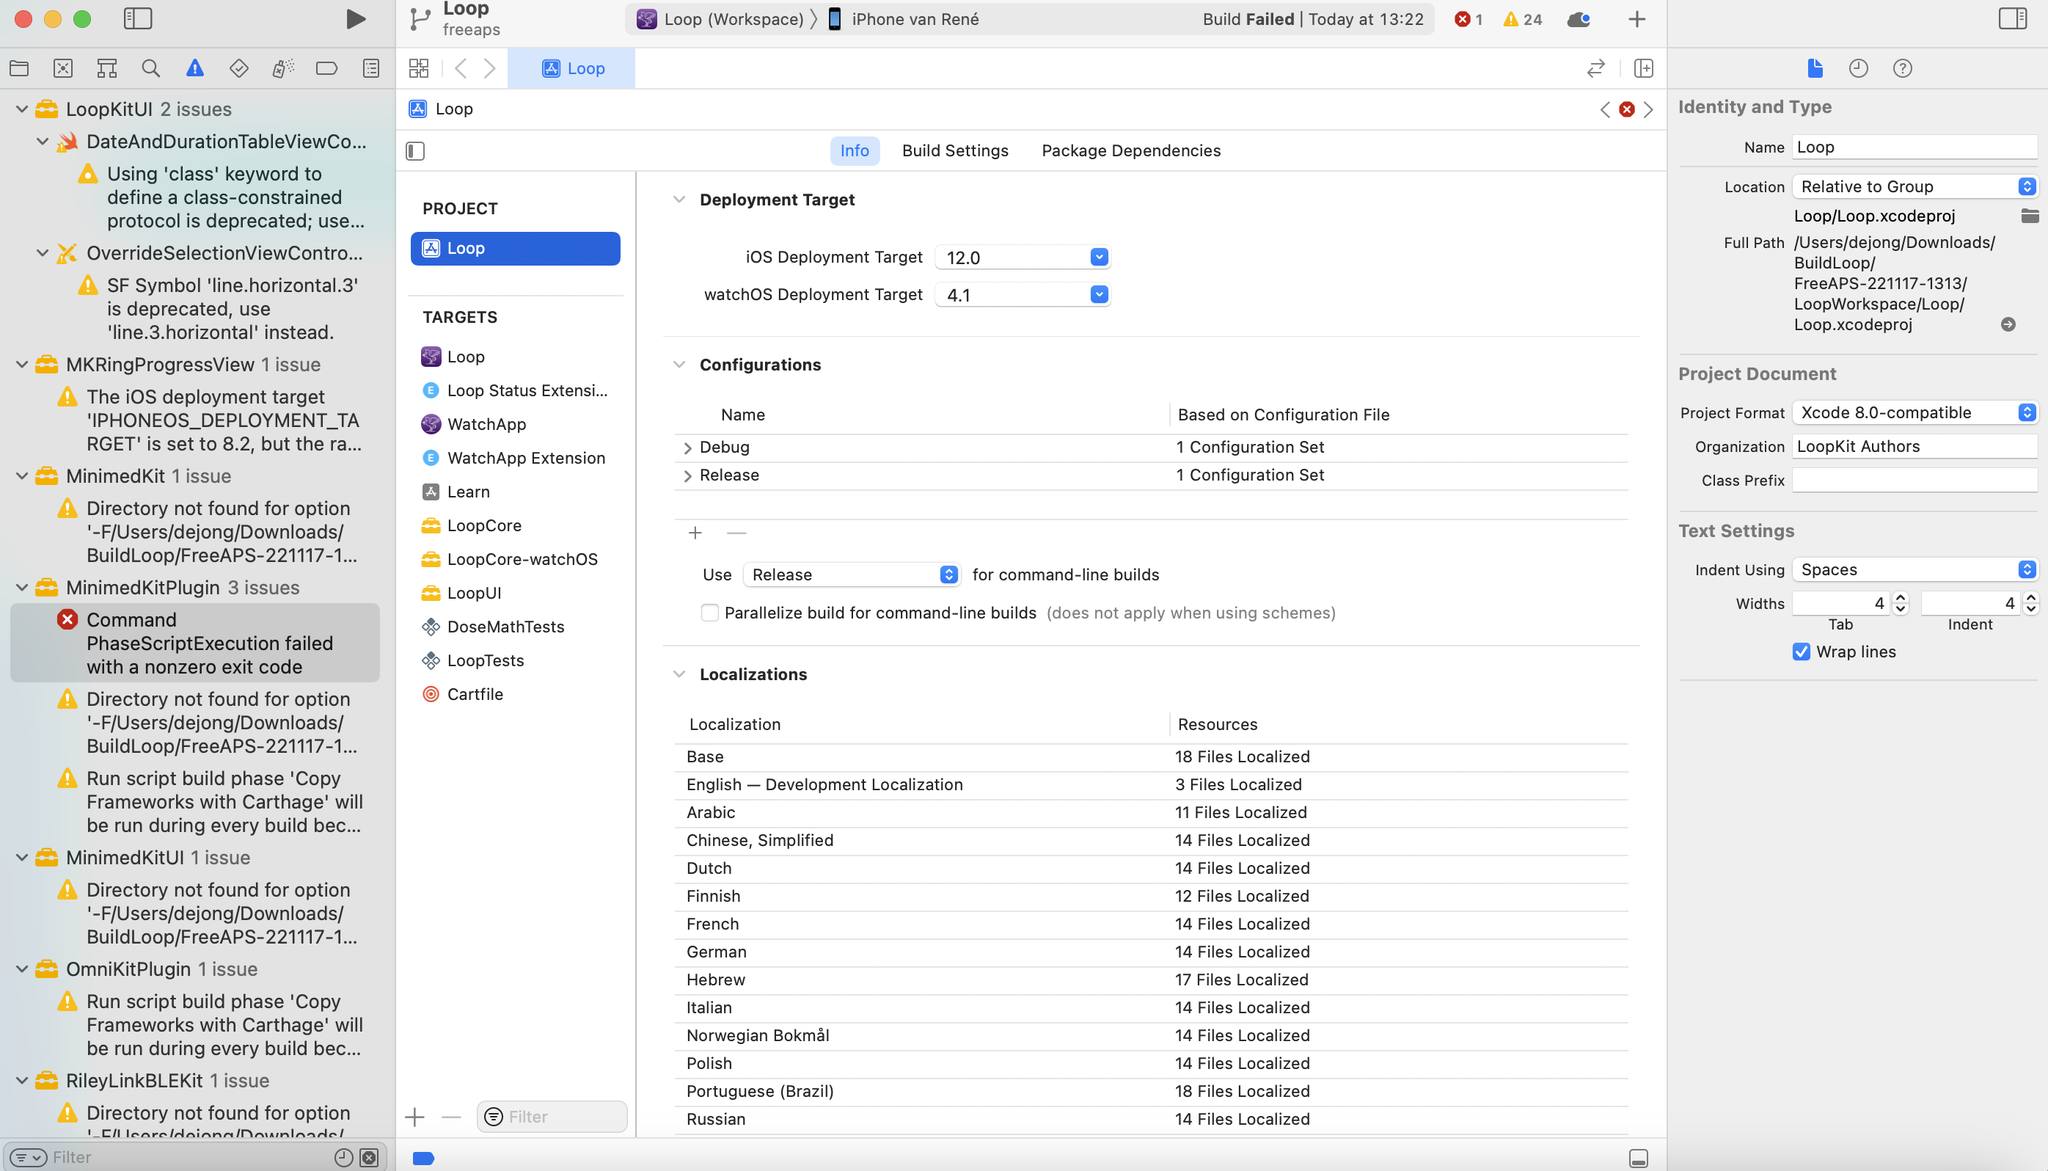 Loop
freeaps
Loop (Workspace) 〉 iPhone van René
Build Failed | Today at 13:22
1
24
Loop
Loop
LoopKitUI 2 issues
DateAndDurationTableViewCo...
Using 'class' keyword to
define a class-constrained
protocol is deprecated; use...
OverrideSelectionViewContro...
SF Symbol 'line.horizontal.3'
is deprecated, use
'line.3.horizontal' instead.
MKRingProgressView 1 issue
The iOS deployment target
'IPHONEOS_DEPLOYMENT_TA
RGET' is set to 8.2, but the ra...
MinimedKit 1 issue
Directory not found for option
'-F/Users/dejong/Downloads/
BuildLoop/FreeAPS-221117-1...
MinimedKitPlugin 3 issues
Command
PhaseScriptExecution failed
with a nonzero exit code
Directory not found for option
'-F/Users/dejong/Downloads/
BuildLoop/FreeAPS-221117-1...
Run script build phase 'Copy
Frameworks with Carthage' will
be run during every build bec...
MinimedKitUI 1 issue
Directory not found for option
'-F/Users/dejong/Downloads/
BuildLoop/FreeAPS-221117-1...
OmniKitPlugin 1 issue
Run script build phase 'Copy
Frameworks with Carthage' will
be run during every build bec...
RileyLinkBLEKit 1 issue
Directory not found for option
'-F/Users/dejong/Downloads/
Filter
PROJECT
Loop
TARGETS
Loop
Loop Status Extensi...
WatchApp
WatchApp Extension
Learn
LoopCore
LoopCore-watchOS
LoopUI
DoseMathTests
LoopTests
Cartfile
Filter
Info Build Settings Package Dependencies
Deployment Target
iOS Deployment Target 12.0
watchOS Deployment Target 4.1
Configurations
Name Based on Configuration File
Debug 1 Configuration Set
Release 1 Configuration Set
Use Release for command-line builds
Parallelize build for command-line builds (does not apply when using schemes)
Localizations
Localization Resources
Base 18 Files Localized
English — Development Localization 3 Files Localized
Arabic 11 Files Localized
Chinese, Simplified 14 Files Localized
Dutch 14 Files Localized
Finnish 12 Files Localized
French 14 Files Localized
German 14 Files Localized
Hebrew 17 Files Localized
Italian 14 Files Localized
Norwegian Bokmål 14 Files Localized
Polish 14 Files Localized
Portuguese (Brazil) 18 Files Localized
Russian 14 Files Localized
Identity and Type
Name Loop
Location Relative to Group
Loop/Loop.xcodeproj
Full Path /Users/dejong/Downloads/
BuildLoop/
FreeAPS-221117-1313/
LoopWorkspace/Loop/
Loop.xcodeproj
Project Document
Project Format Xcode 8.0-compatible
Organization LoopKit Authors
Class Prefix
Text Settings
Indent Using Spaces
Widths 4 4
Tab Indent
Wrap lines